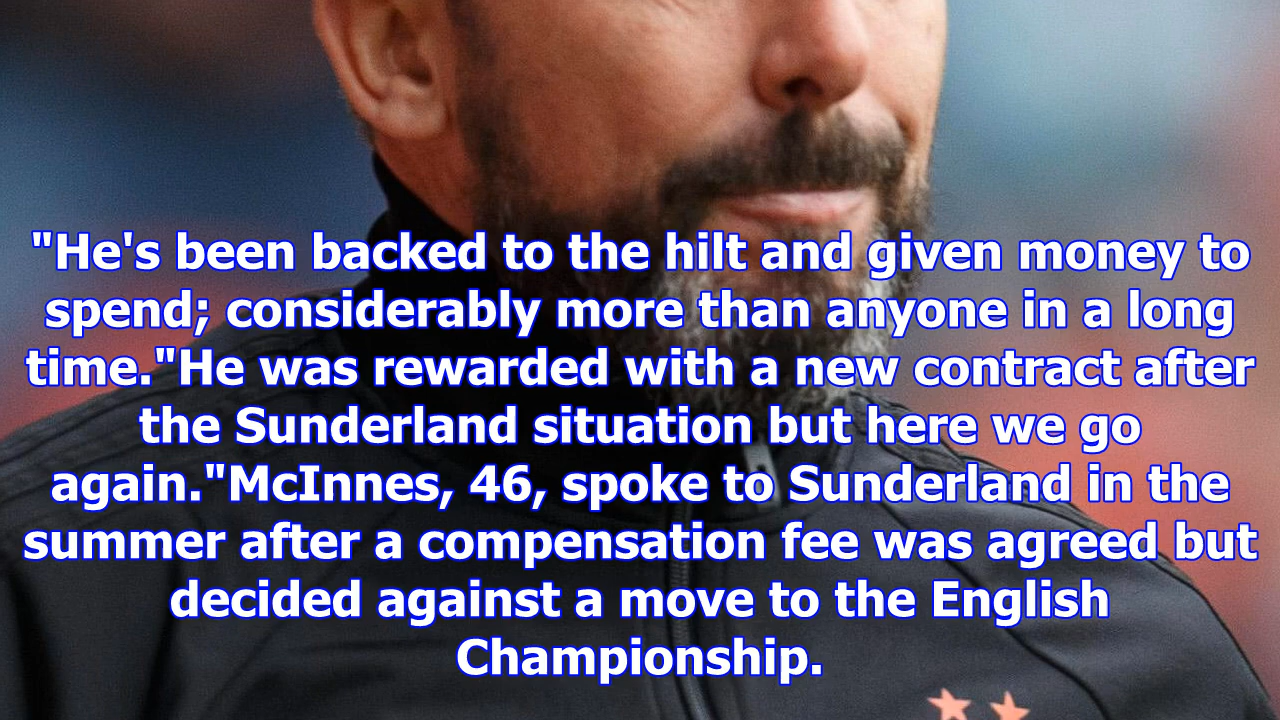 "He's been backed to the hilt and given money to
spend; considerably more than anyone in a long
time."He was rewarded with a new contract after
the Sunderland situation but here we go
again."McInnes, 46, spoke to Sunderland in the
summer after a compensation fee was agreed but
decided against a move to the English
Championship.